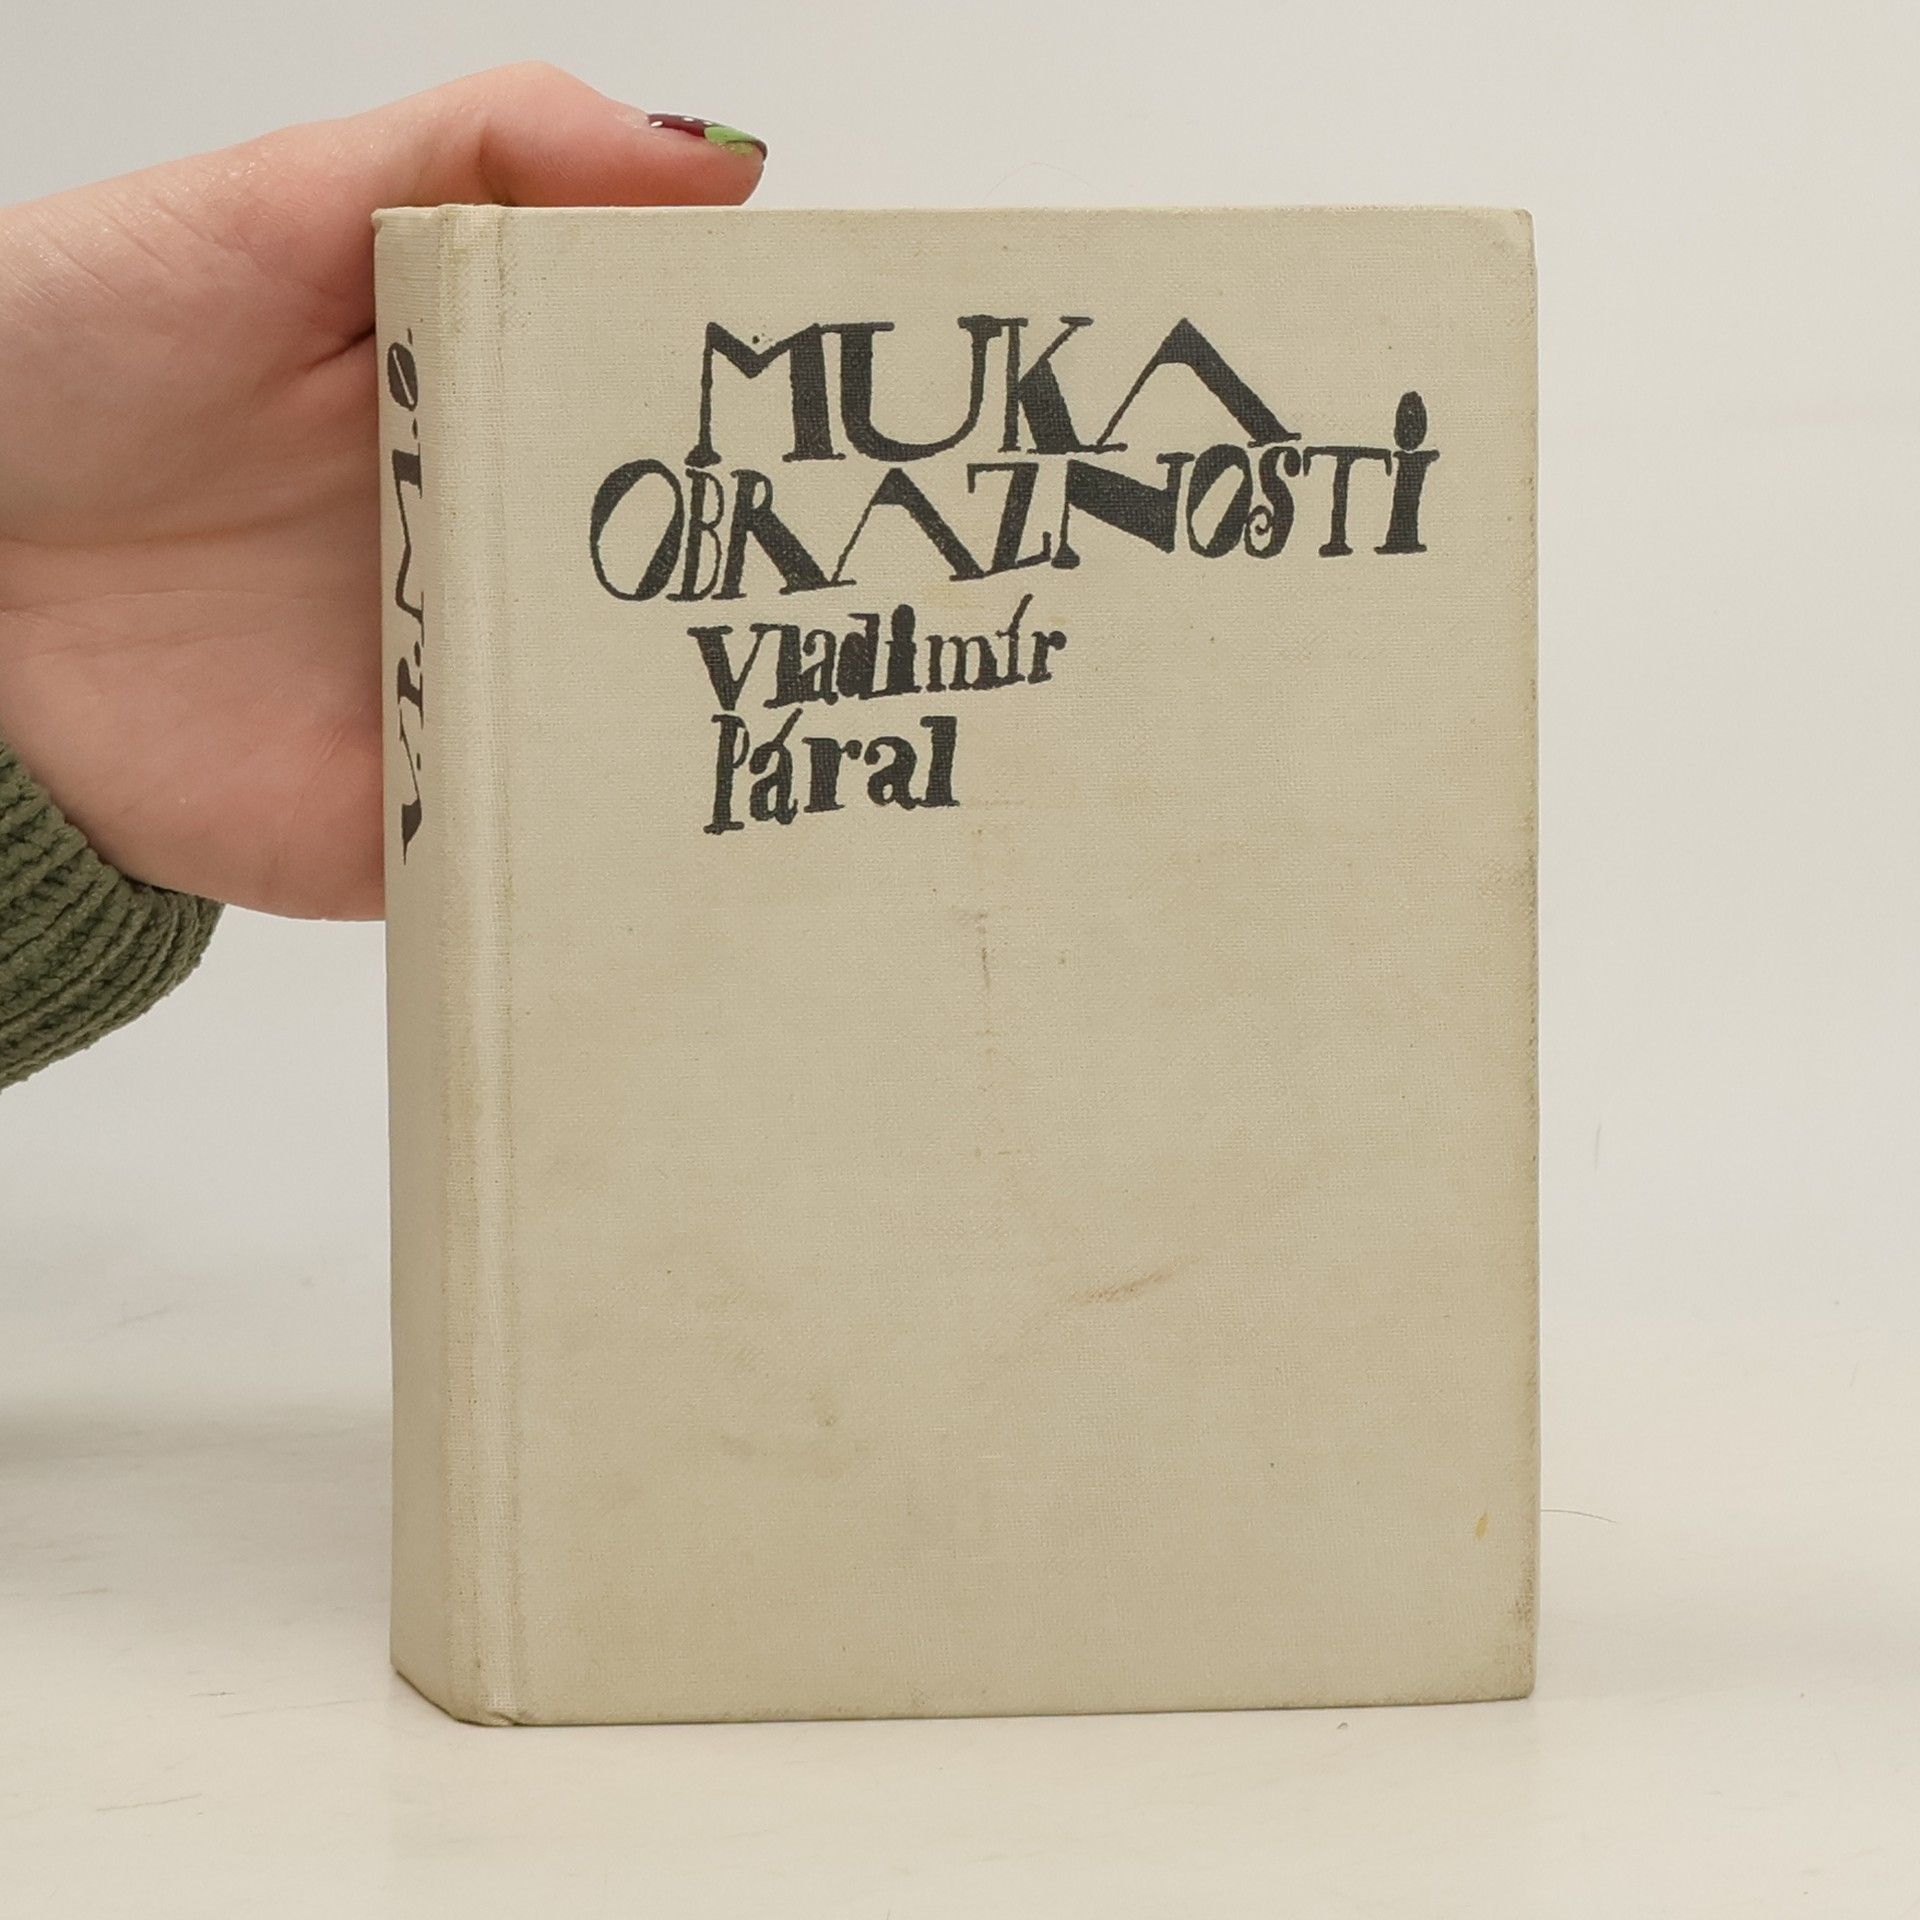 MUKA
OBRAZNOSTi
Vladimír
Páral
V.P. M.O.